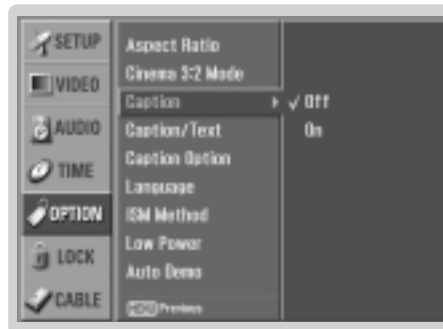 SETUP
VIDEO
AUDIO
TIME
OPTION
LOCK
CABLE
Aspect Ratio
Cinema 3:2 Mode
Caption
Caption/Text
Caption Option
Language
ISM Method
Low Power
Auto Demo
MENU Previous
√ Off
On